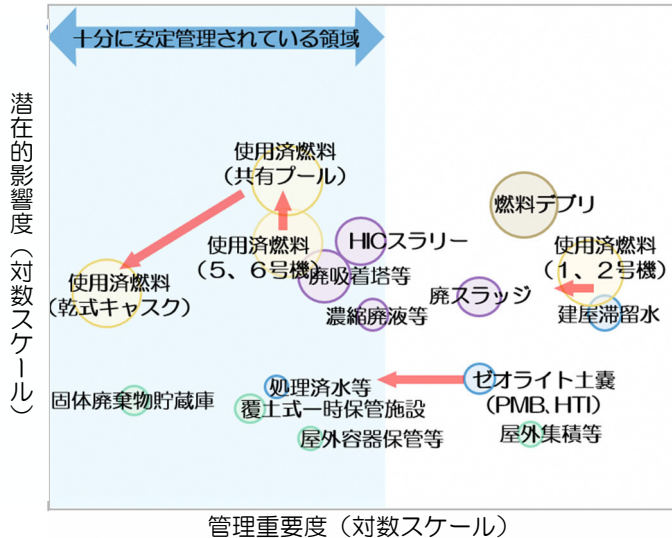 十分に安定管理されている領域
潜在的影響度（対数スケール）
使用済燃料
（共有プール）
燃料デブリ
使用済燃料
（5、6号機）
HICスラリー
使用済燃料
（1、2号機）
廃吸着塔等
使用済燃料
（乾式キャスク）
廃スラッジ
濃縮廃液等
建屋滞留水
処理済水等
ゼオライト土嚢
（PMB、HTI）
固体廃棄物貯蔵庫
覆土式一時保管施設
屋外容器保管等
屋外集積等
管理重要度（対数スケール）